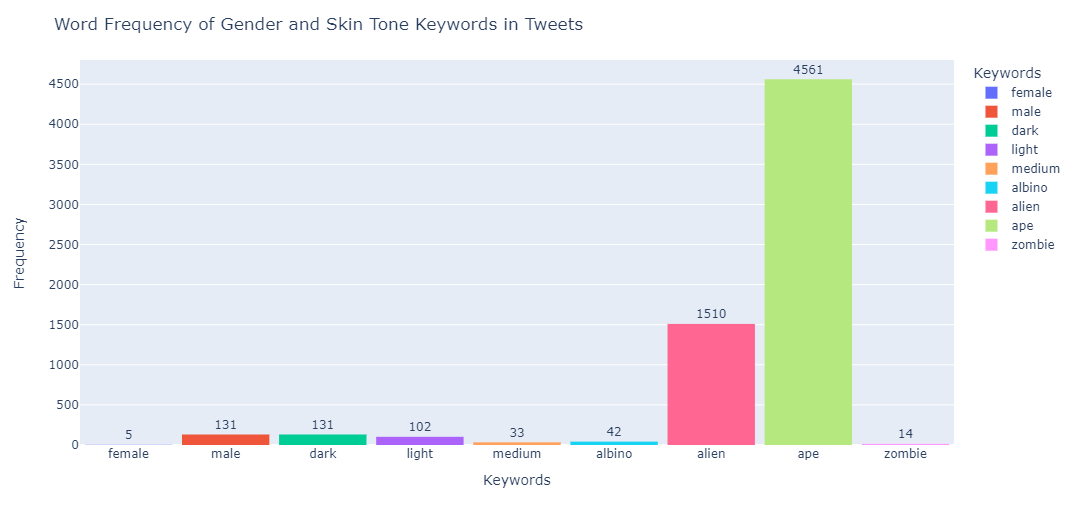 Word Frequency of Gender and Skin Tone Keywords in Tweets
Frequency
4500
4000
3500
3000
2500
2000
1500
1000
500
0
5
131
131
102
33
42
1510
4561
14
female male dark light medium albino alien ape zombie
Keywords
Keywords
female
male
dark
light
medium
albino
alien
ape
zombie